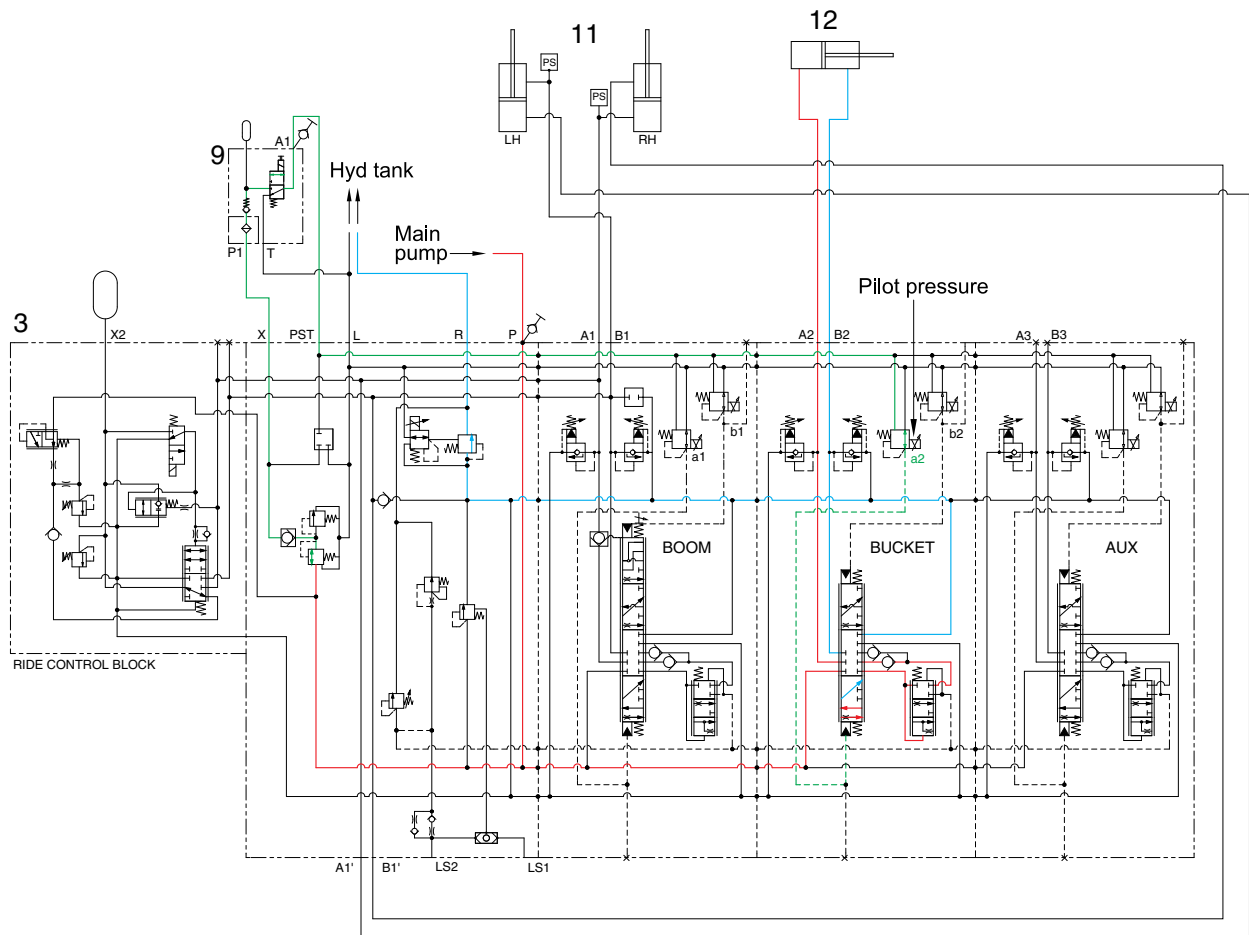 11
12
PS
PS
LH
RH
A1
9
Hyd tank
P1
T
Main
pump
Pilot pressure
3
X2
X
PST
L
R
P
A1
B1
A2
B2
A3
B3
b1
b2
a1
a2
BOOM
BUCKET
AUX
RIDE CONTROL BLOCK
A1'
B1'
LS2
LS1